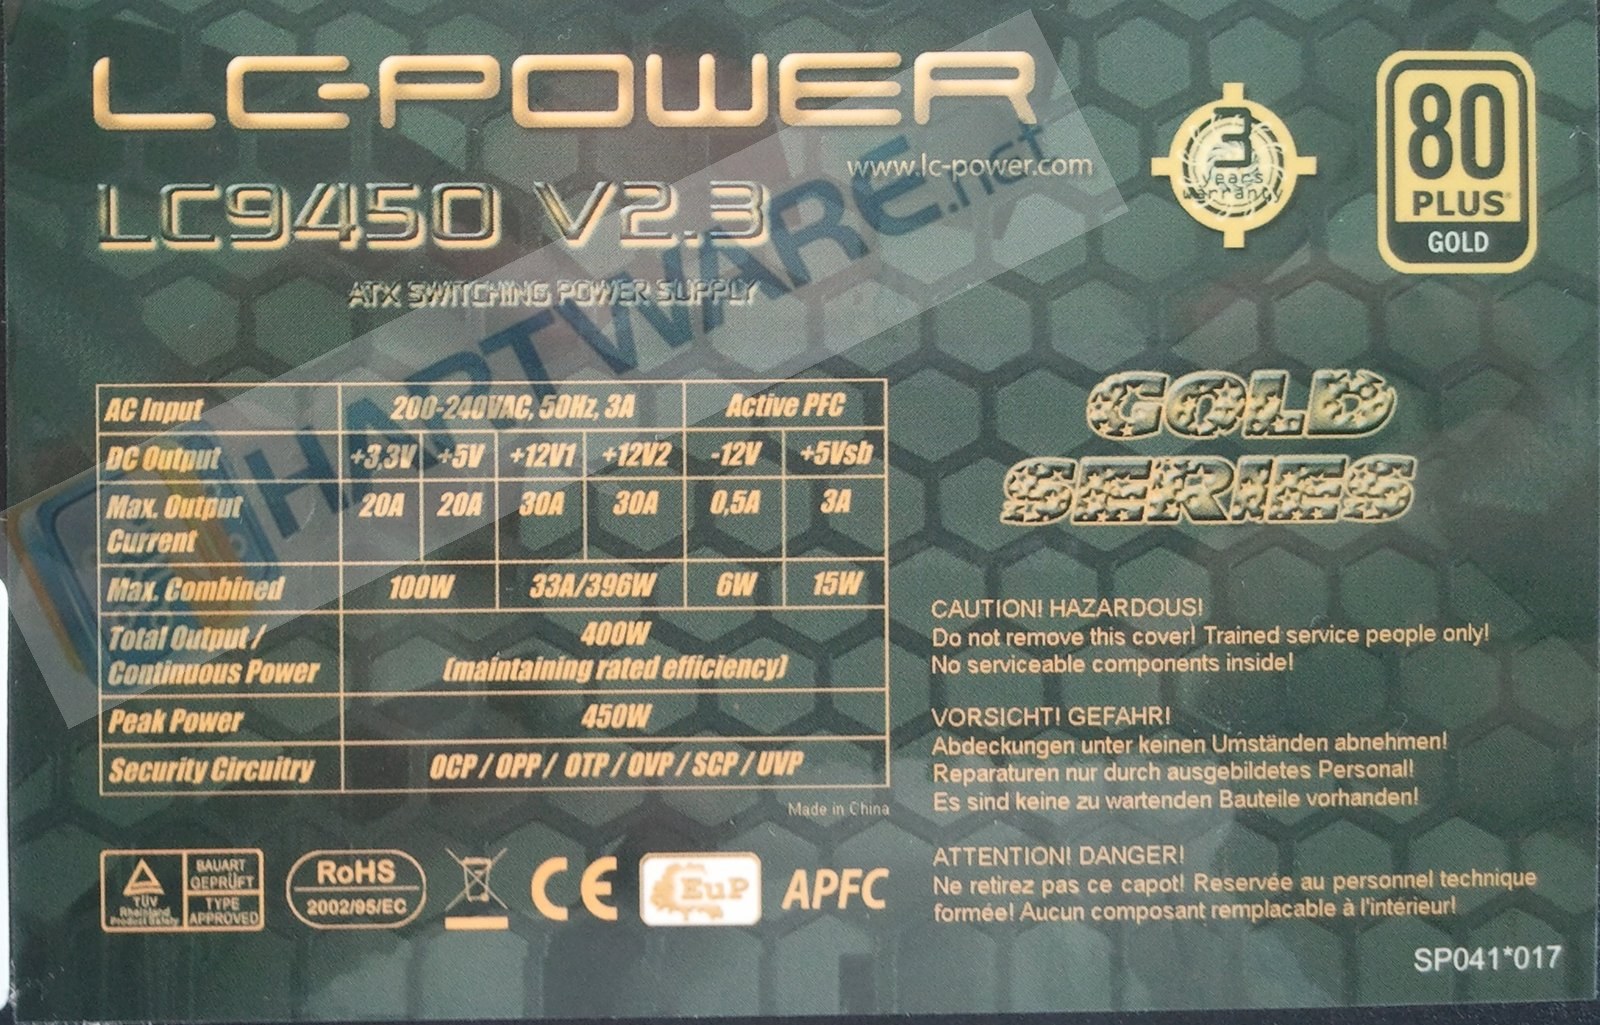 LC-POWER
www.lc-power.com
LC9450 V2.3
ATX SWITCHING POWER SUPPLY
3
years
warranty
80
PLUS
GOLD
HARTWARE.net
GOLD
SERIES
AC Input 200-240VAC, 50Hz, 3A Active PFC
DC Output +3,3V +5V +12V1 +12V2 -12V +5Vsb
Max. Output
Current 20A 20A 30A 30A 0,5A 3A
Max. Combined 100W 33A/396W 6W 15W
Total Output / 400W
Continuous Power (maintaining rated efficiency)
Peak Power 450W
Security Circuitry OCP / OPP / OTP / OVP / SCP / UVP
Made in China
CAUTION! HAZARDOUS!
Do not remove this cover! Trained service people only!
No serviceable components inside!
VORSICHT! GEFAHR!
Abdeckungen unter keinen Umständen abnehmen!
Reparaturen nur durch ausgebildetes Personal!
Es sind keine zu wartenden Bauteile vorhanden!
ATTENTION! DANGER!
Ne retirez pas ce capot! Reservée au personnel technique
formée! Aucun composant remplacable à l'intérieur!
TÜV
Rheinland
Product Safety
BAUART
GEPRÜFT
TYPE
APPROVED
RoHS
2002/95/EC
CE
EuP
APFC
SP041*017